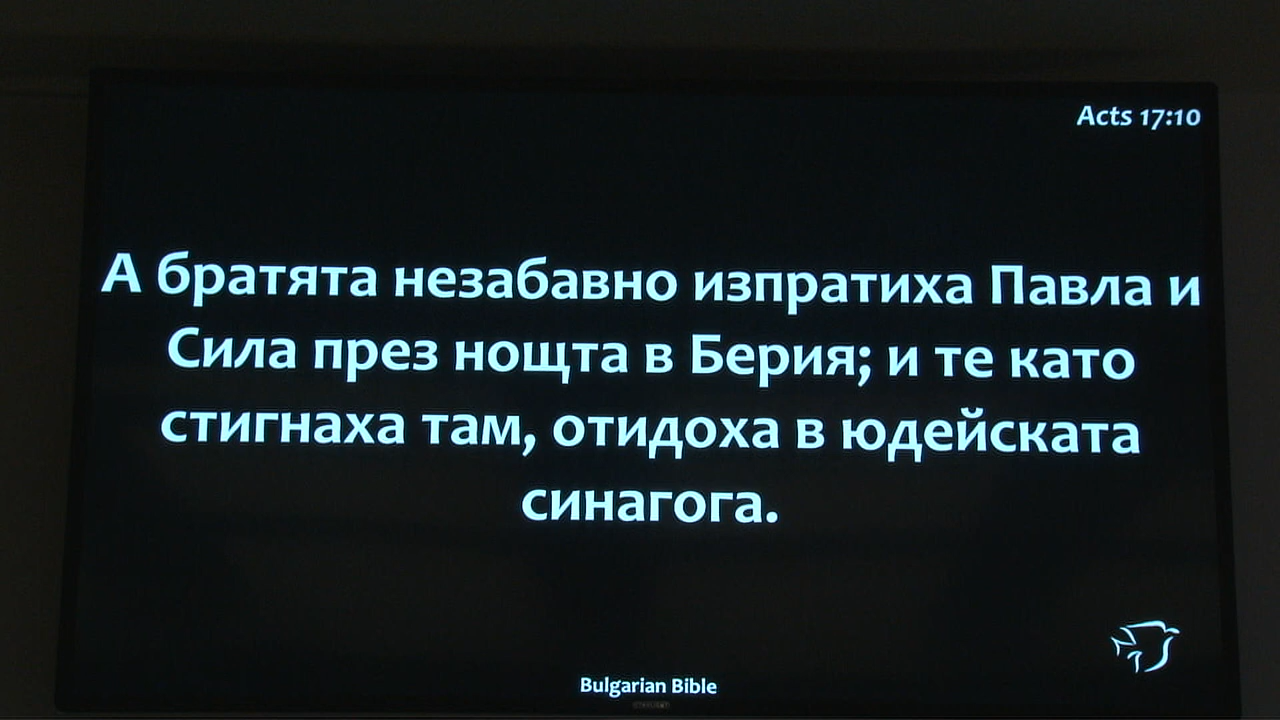 Acts 17:10
А братята незабавно изпратиха Павла и
Сила през нощта в Берия; и те като
стигнаха там, отидоха в юдейската
синагога.
Bulgarian Bible